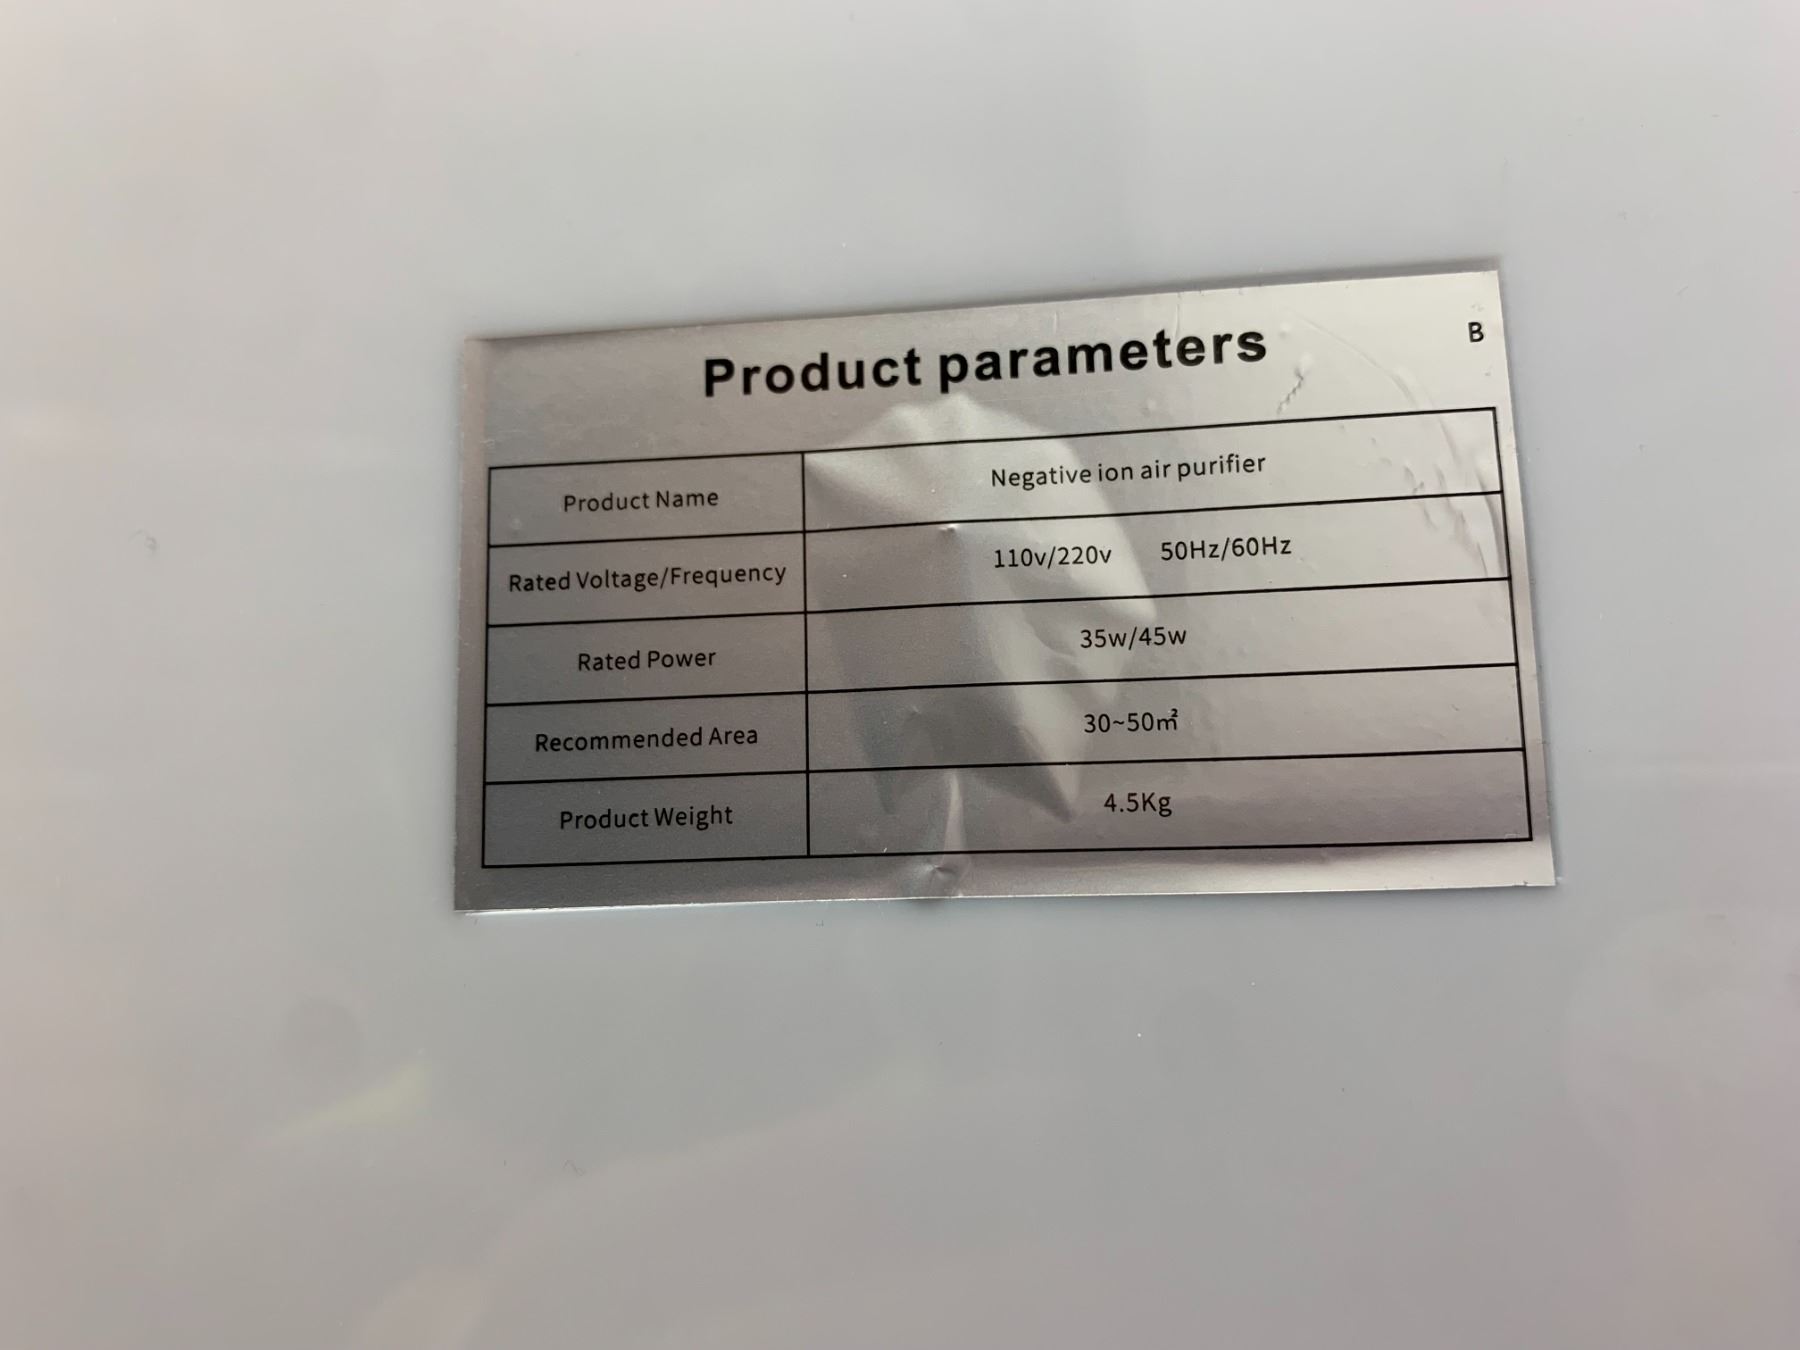 Product parameters
B
Product Name Negative ion air purifier
Rated Voltage/Frequency 110v/220v 50Hz/60Hz
Rated Power 35w/45w
Recommended Area 30~50㎡
Product Weight 4.5Kg